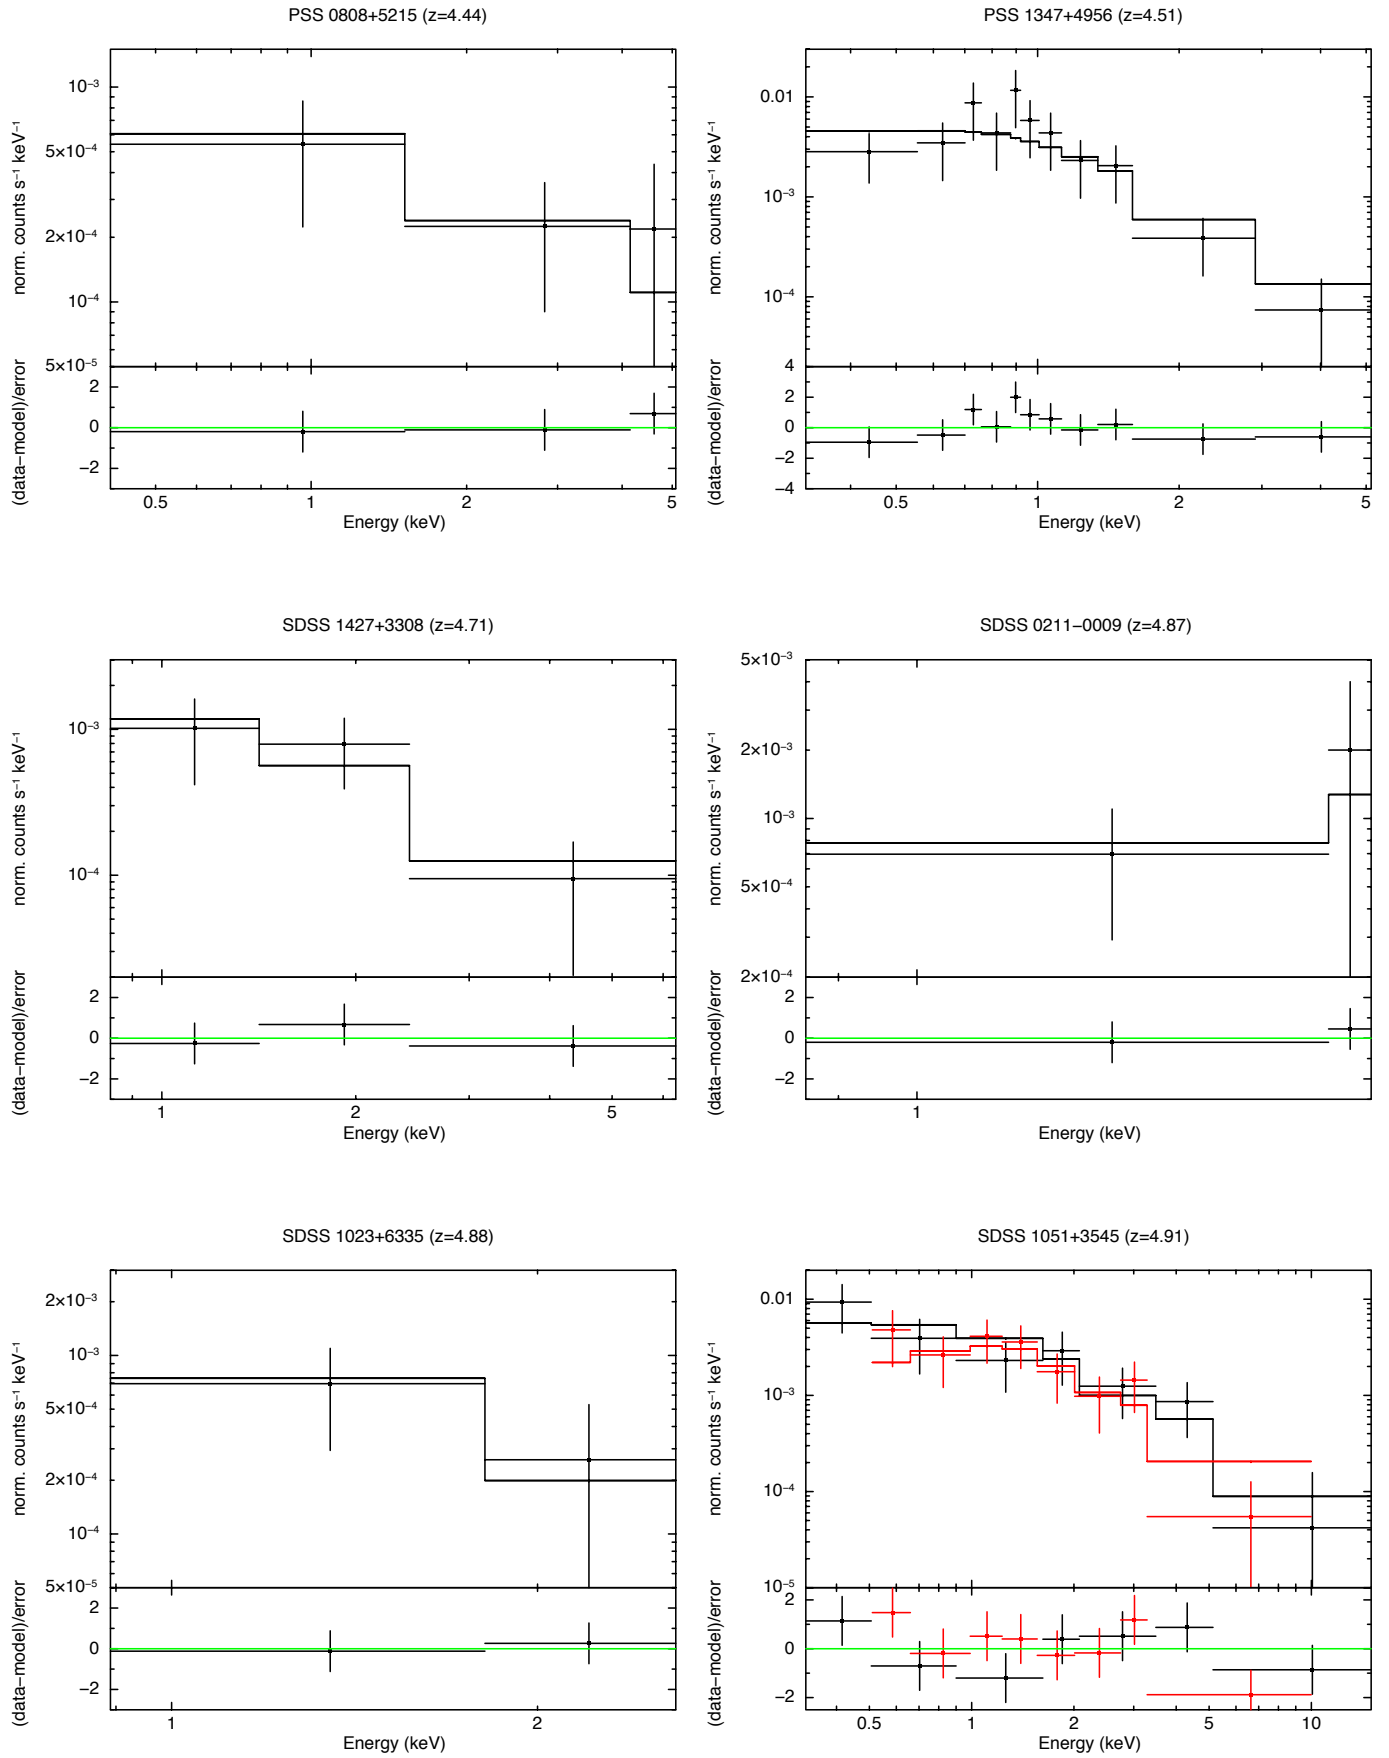 PSS 0808+5215 (z=4.44)
norm. counts s⁻¹ keV⁻¹
10⁻³
5×10⁻⁴
2×10⁻⁴
10⁻⁴
5×10⁻⁵
(data−model)/error
2
0
−2
0.5 1 2 5
Energy (keV)
PSS 1347+4956 (z=4.51)
norm. counts s⁻¹ keV⁻¹
0.01
10⁻³
10⁻⁴
(data−model)/error
4
2
0
−2
−4
0.5 1 2 5
Energy (keV)
SDSS 1427+3308 (z=4.71)
norm. counts s⁻¹ keV⁻¹
10⁻³
10⁻⁴
(data−model)/error
2
0
−2
1 2 5
Energy (keV)
SDSS 0211−0009 (z=4.87)
norm. counts s⁻¹ keV⁻¹
5×10⁻³
2×10⁻³
10⁻³
5×10⁻⁴
2×10⁻⁴
(data−model)/error
2
0
−2
1
Energy (keV)
SDSS 1023+6335 (z=4.88)
norm. counts s⁻¹ keV⁻¹
2×10⁻³
10⁻³
5×10⁻⁴
2×10⁻⁴
10⁻⁴
5×10⁻⁵
(data−model)/error
2
0
−2
1 2
Energy (keV)
SDSS 1051+3545 (z=4.91)
norm. counts s⁻¹ keV⁻¹
0.01
10⁻³
10⁻⁴
10⁻⁵
(data−model)/error
2
0
−2
0.5 1 2 5 10
Energy (keV)